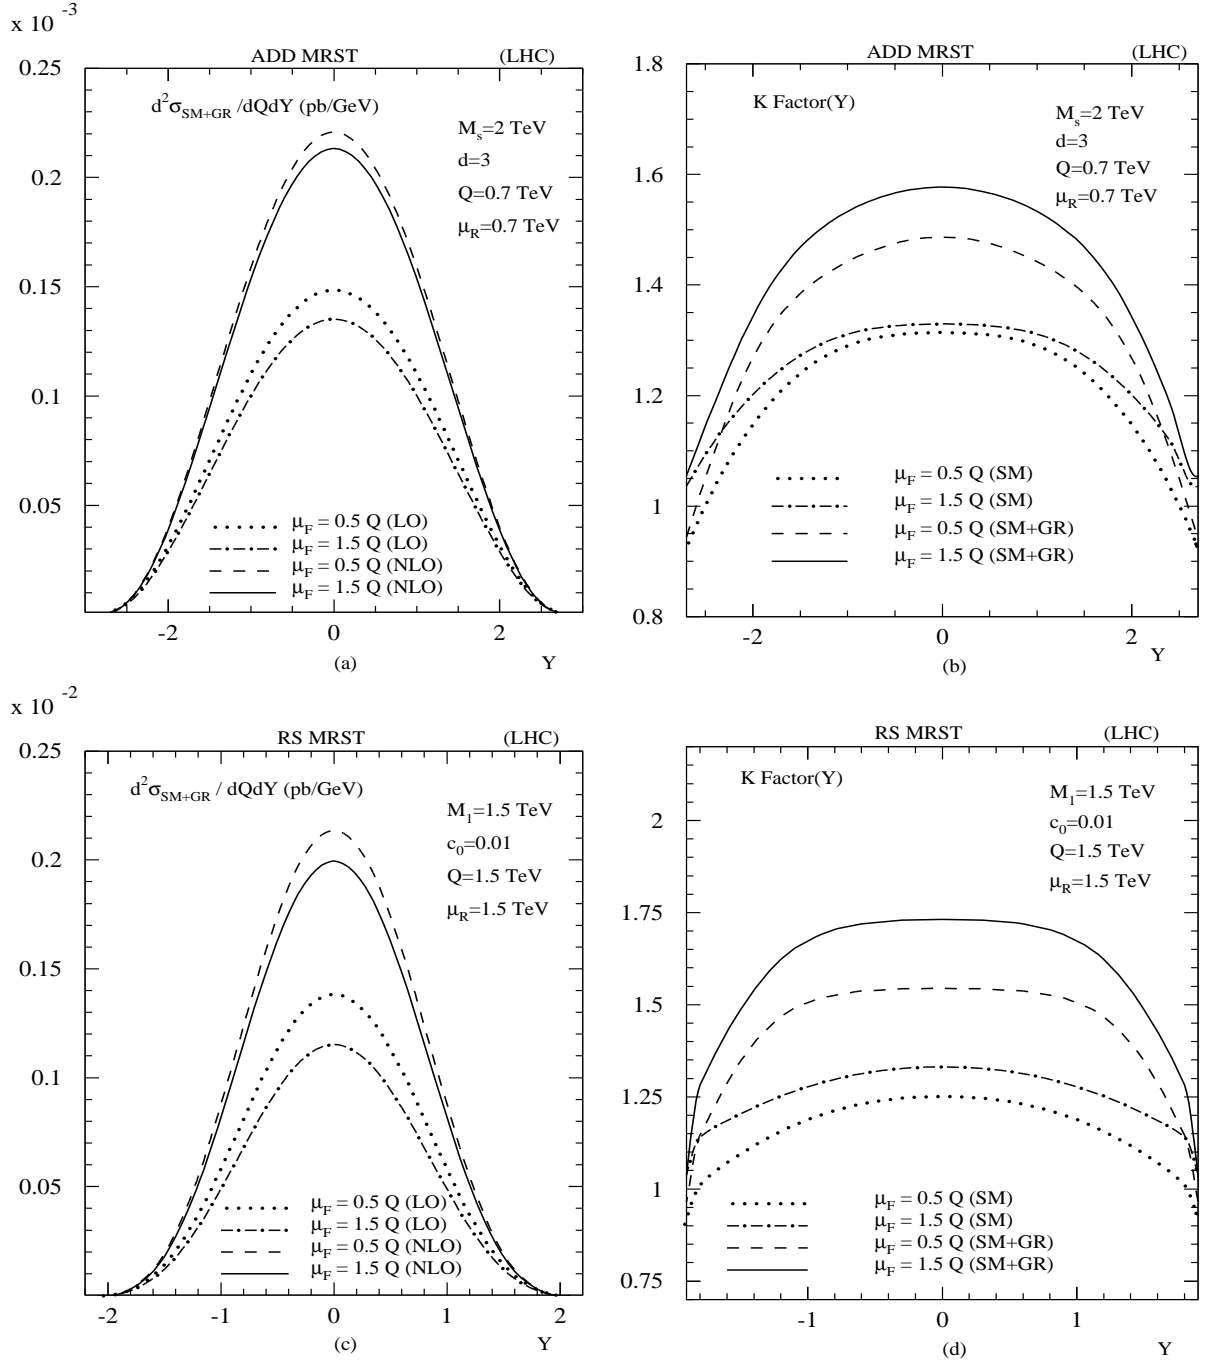 x 10 -3
ADD MRST (LHC)
d²σSM+GR /dQdY (pb/GeV)
Ms=2 TeV
d=3
Q=0.7 TeV
μR=0.7 TeV
0.25
0.2
0.15
0.1
0.05
μF = 0.5 Q (LO)
μF = 1.5 Q (LO)
μF = 0.5 Q (NLO)
μF = 1.5 Q (NLO)
-2 0 2
Y
(a)
ADD MRST (LHC)
K Factor(Y)
Ms=2 TeV
d=3
Q=0.7 TeV
μR=0.7 TeV
1.8
1.6
1.4
1.2
1
0.8
μF = 0.5 Q (SM)
μF = 1.5 Q (SM)
μF = 0.5 Q (SM+GR)
μF = 1.5 Q (SM+GR)
-2 0 2
Y
(b)
x 10 -2
RS MRST (LHC)
d²σSM+GR / dQdY (pb/GeV)
M1=1.5 TeV
c0=0.01
Q=1.5 TeV
μR=1.5 TeV
0.25
0.2
0.15
0.1
0.05
μF = 0.5 Q (LO)
μF = 1.5 Q (LO)
μF = 0.5 Q (NLO)
μF = 1.5 Q (NLO)
-2 -1 0 1 2
(c) Y
RS MRST (LHC)
K Factor(Y)
M1=1.5 TeV
c0=0.01
Q=1.5 TeV
μR=1.5 TeV
2
1.75
1.5
1.25
1
0.75
μF = 0.5 Q (SM)
μF = 1.5 Q (SM)
μF = 0.5 Q (SM+GR)
μF = 1.5 Q (SM+GR)
-1 0 1
(d) Y